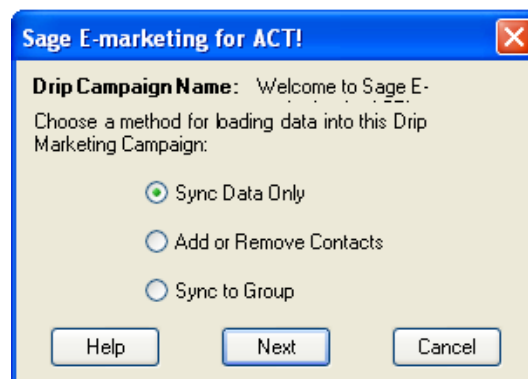 Sage E-marketing for ACT!
Drip Campaign Name: Welcome to Sage E-
Choose a method for loading data into this Drip
Marketing Campaign:
Sync Data Only
Add or Remove Contacts
Sync to Group
Help Next Cancel